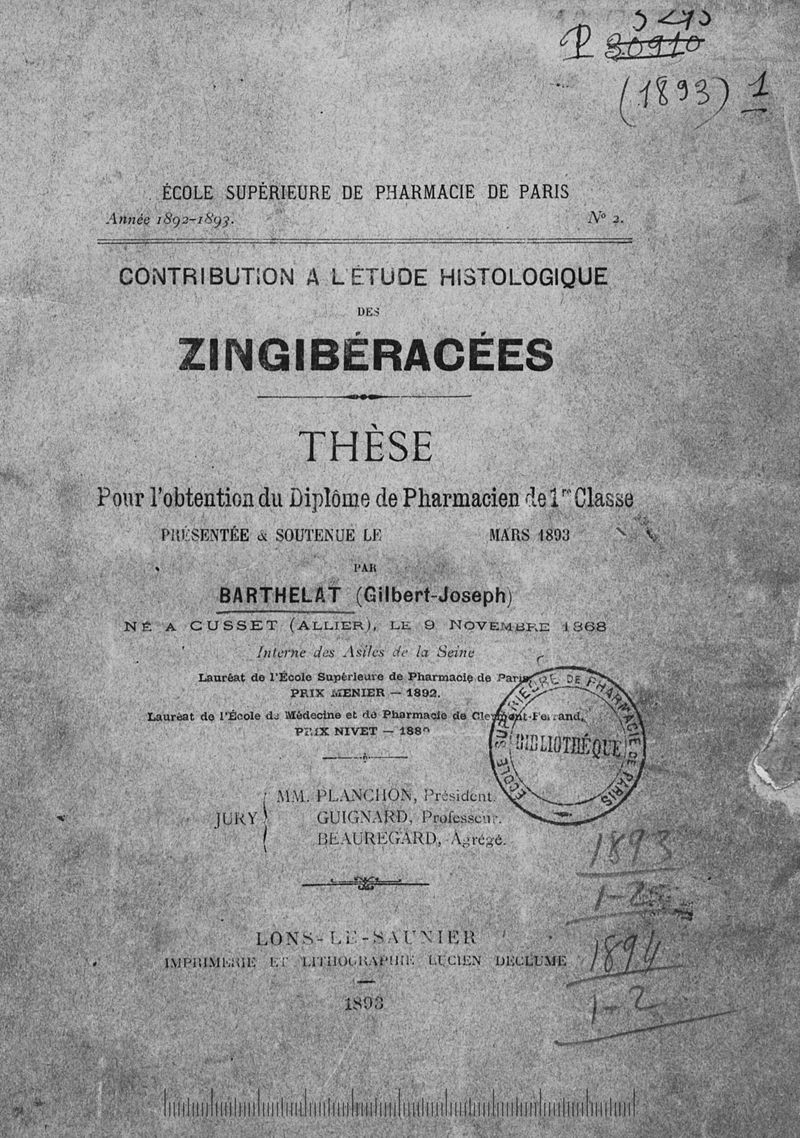 P 30910
(1893) 1
ÉCOLE SUPÉRIEURE DE PHARMACIE DE PARIS
Année 1892-1893. No 2.
CONTRIBUTION A L'ÉTUDE HISTOLOGIQUE
DES
ZINGIBÉRACÉES
THÈSE
Pour l'obtention du Diplôme de Pharmacien de 1re Classe
PRÉSENTÉE & SOUTENUE LE MARS 1893
PAR
BARTHELAT (Gilbert-Joseph)
NÉ A CUSSET (ALLIER), LE 9 NOVEMBRE 1868
Interne des Asiles de la Seine
Lauréat de l'École Supérieure de Pharmacie de Paris
PRIX MENIER — 1892.
Lauréat de l'École de Médecine et de Pharmacie de Clermont-Ferrand,
PRIX NIVET —
ÉCOLE SUPÉRIEURE DE PHARMACIE DE PARIS
BIBLIOTHÈQUE
MM. PLANCHON, Président.
JURY GUIGNARD, Professeur.
BEAUREGARD, Agrégé.
1893
LONS-LE-SAUNIER
IMPRIMERIE ET LITHOGRAPHIE LUCIEN DECLUME
1894
1-2
1893